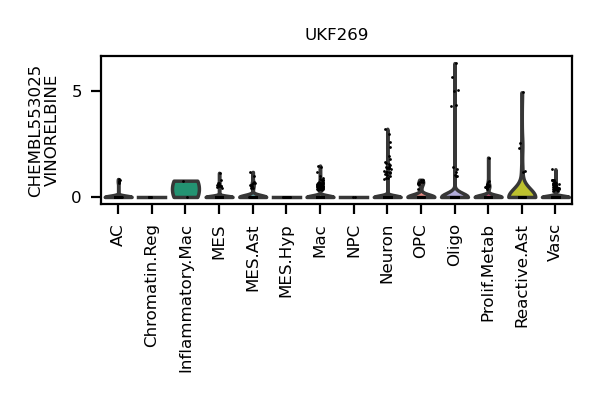 UKF269
CHEMBL553025
VINORELBINE
5
0
AC
Chromatin.Reg
Inflammatory.Mac
MES
MES.Ast
MES.Hyp
Mac
NPC
Neuron
OPC
Oligo
Prolif.Metab
Reactive.Ast
Vasc